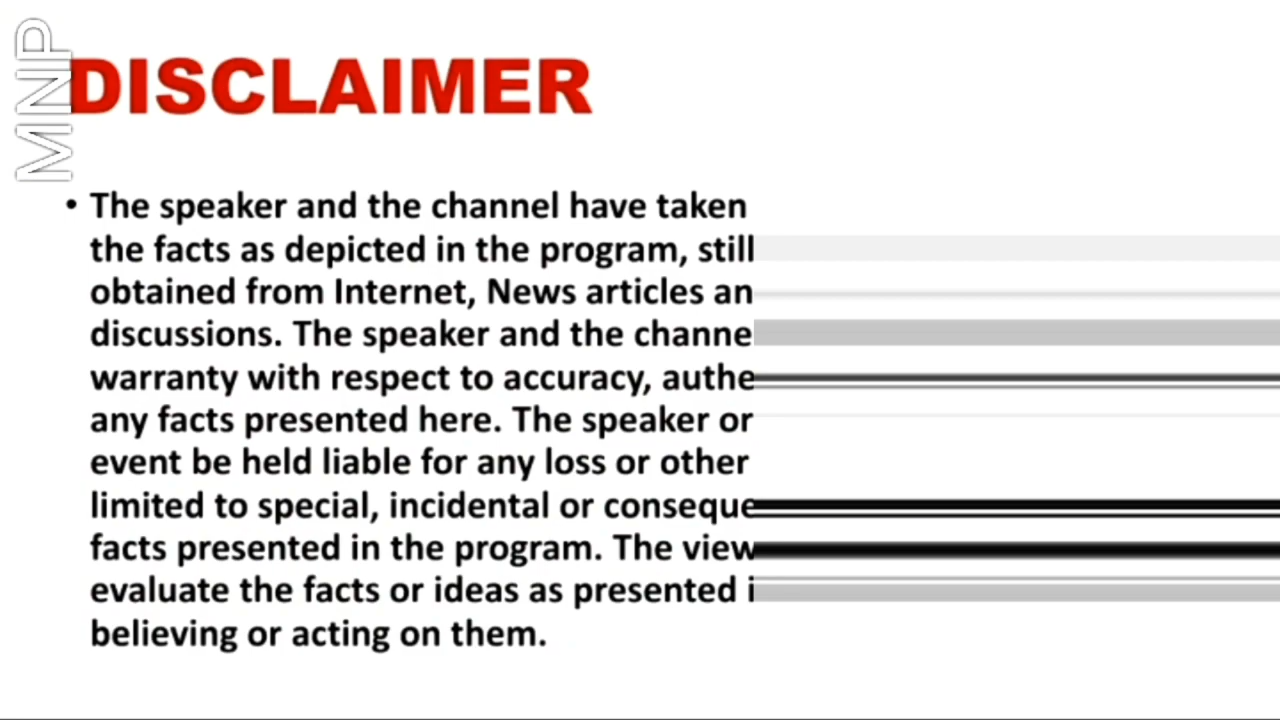 MNP
DISCLAIMER
• The speaker and the channel have taken
the facts as depicted in the program, still
obtained from Internet, News articles an
discussions. The speaker and the channe
warranty with respect to accuracy, authe
any facts presented here. The speaker or
event be held liable for any loss or other
limited to special, incidental or conseque
facts presented in the program. The view
evaluate the facts or ideas as presented i
believing or acting on them.